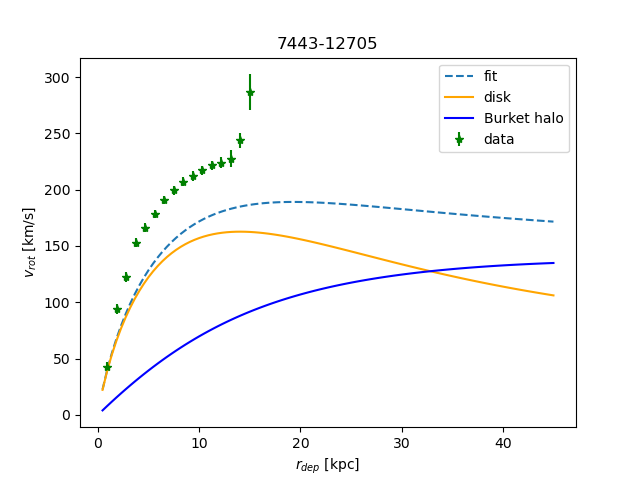 7443-12705
300
250
200
150
100
50
0
v_rot [km/s]
fit
disk
Burket halo
data
0 10 20 30 40
r_dep [kpc]